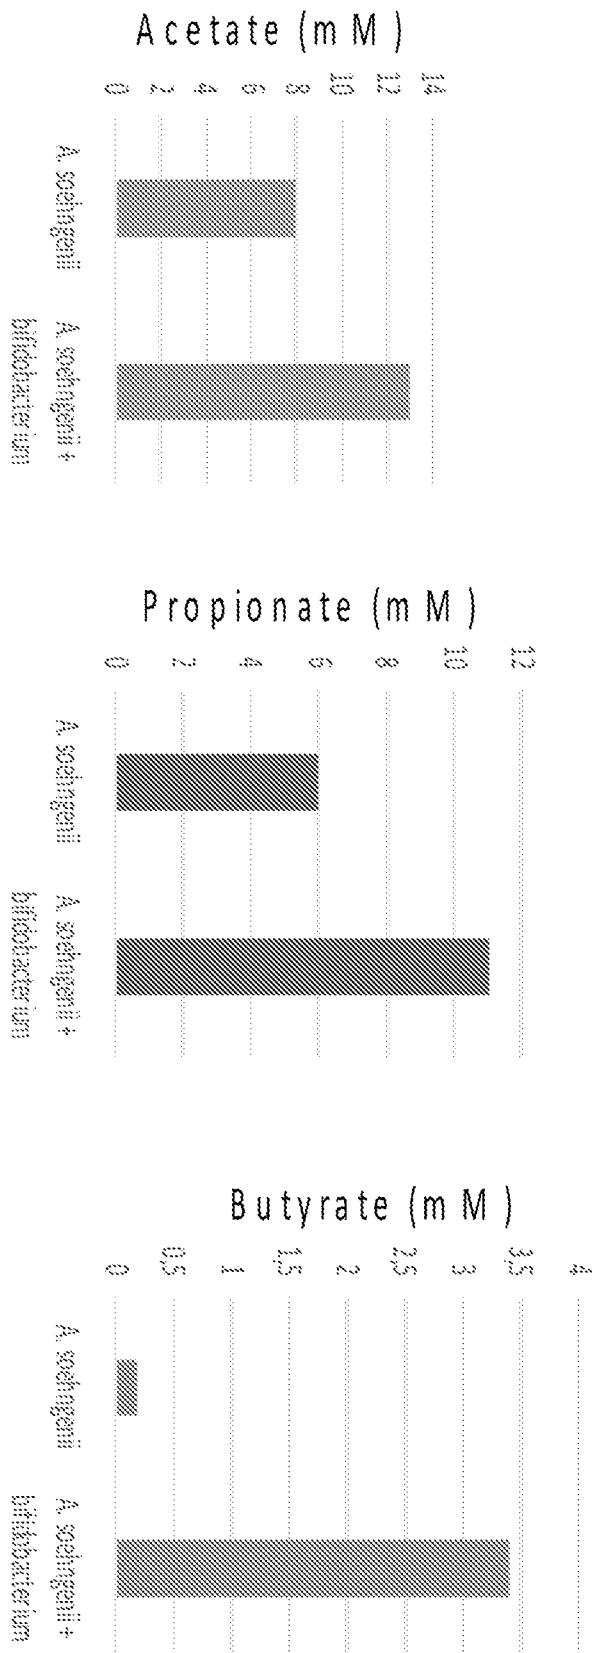 Acetate (mM)
0
2
4
6
8
10
12
14
A. soehngenii
A. soehngenii +
bifidobacterium
Propionate (mM)
0
2
4
6
8
10
12
A. soehngenii
A. soehngenii +
bifidobacterium
Butyrate (mM)
0
0,5
1
1,5
2
2,5
3
3,5
4
A. soehngenii
A. soehngenii +
bifidobacterium